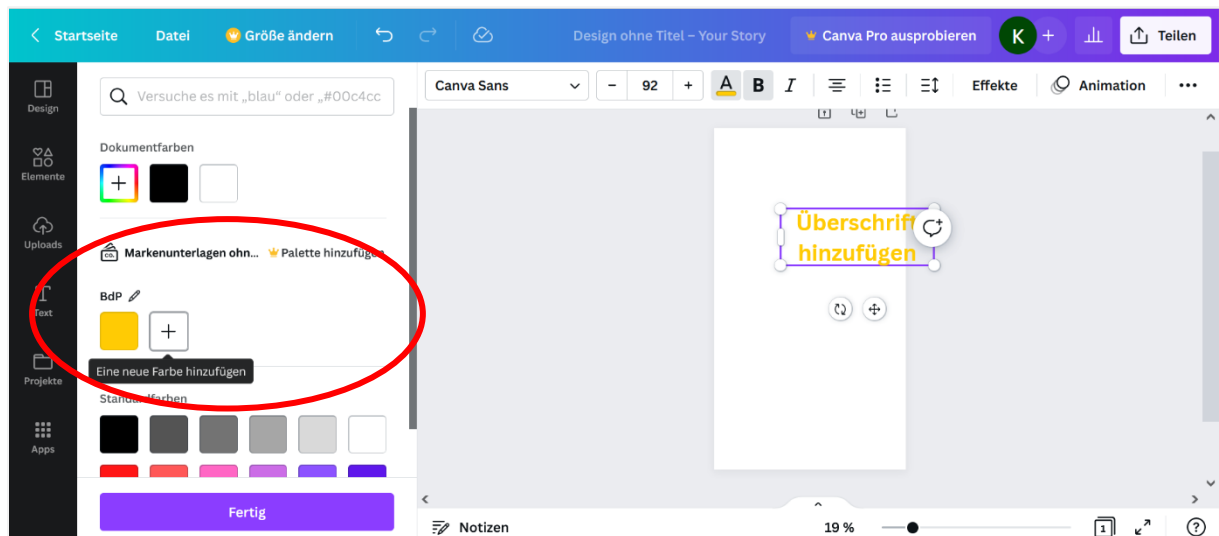 Startseite Datei Größe ändern Design ohne Titel – Your Story Canva Pro ausprobieren K + Teilen
Design
Elemente
Uploads
Text
Projekte
Apps
Versuche es mit „blau“ oder „#00c4cc
Dokumentfarben
+
CO. Markenunterlagen ohn... Palette hinzufügen
BdP
+
Eine neue Farbe hinzufügen
Standardfarben
Fertig
Canva Sans – 92 + A B I Effekte Animation •••
Überschrift
hinzufügen
Notizen 19 % 1 ?